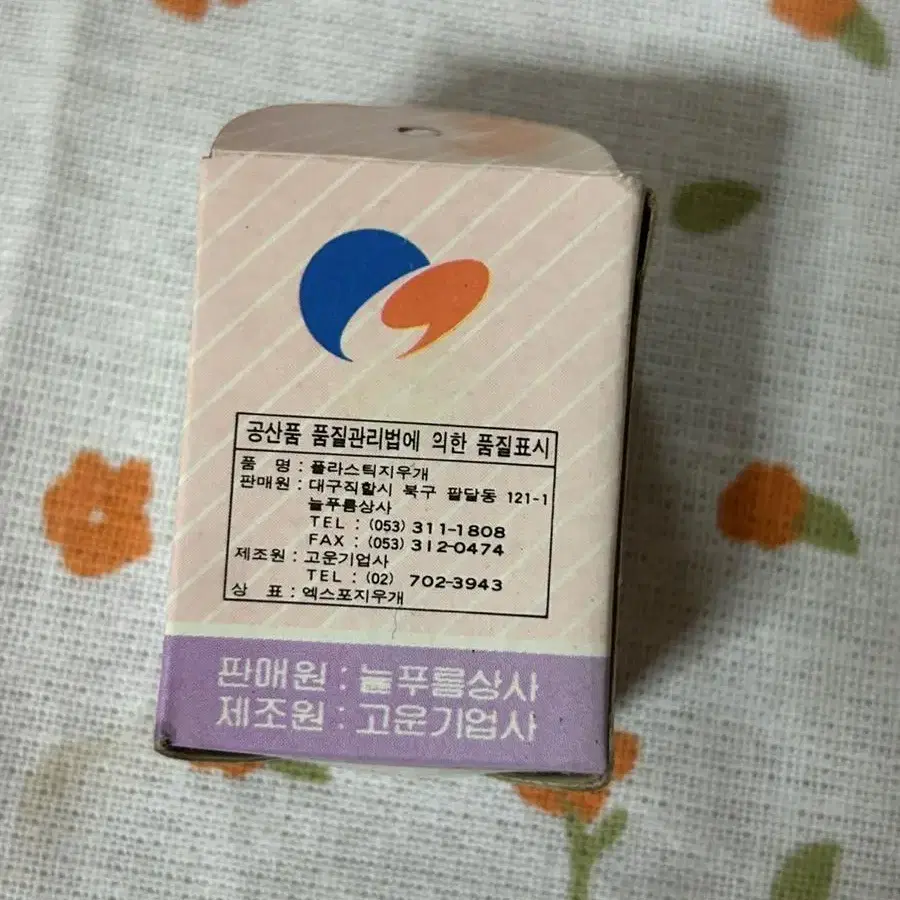 공산품 품질관리법에 의한 품질표시
품 명 : 플라스틱지우개
판매원 : 대구직할시 북구 팔달동 121-1
늘푸름상사
TEL : (053) 311-1808
FAX : (053) 312-0474
제조원 : 고운기업사
TEL : (02) 702-3943
상 표 : 엑스포지우개
판매원 : 늘푸름상사
제조원 : 고운기업사